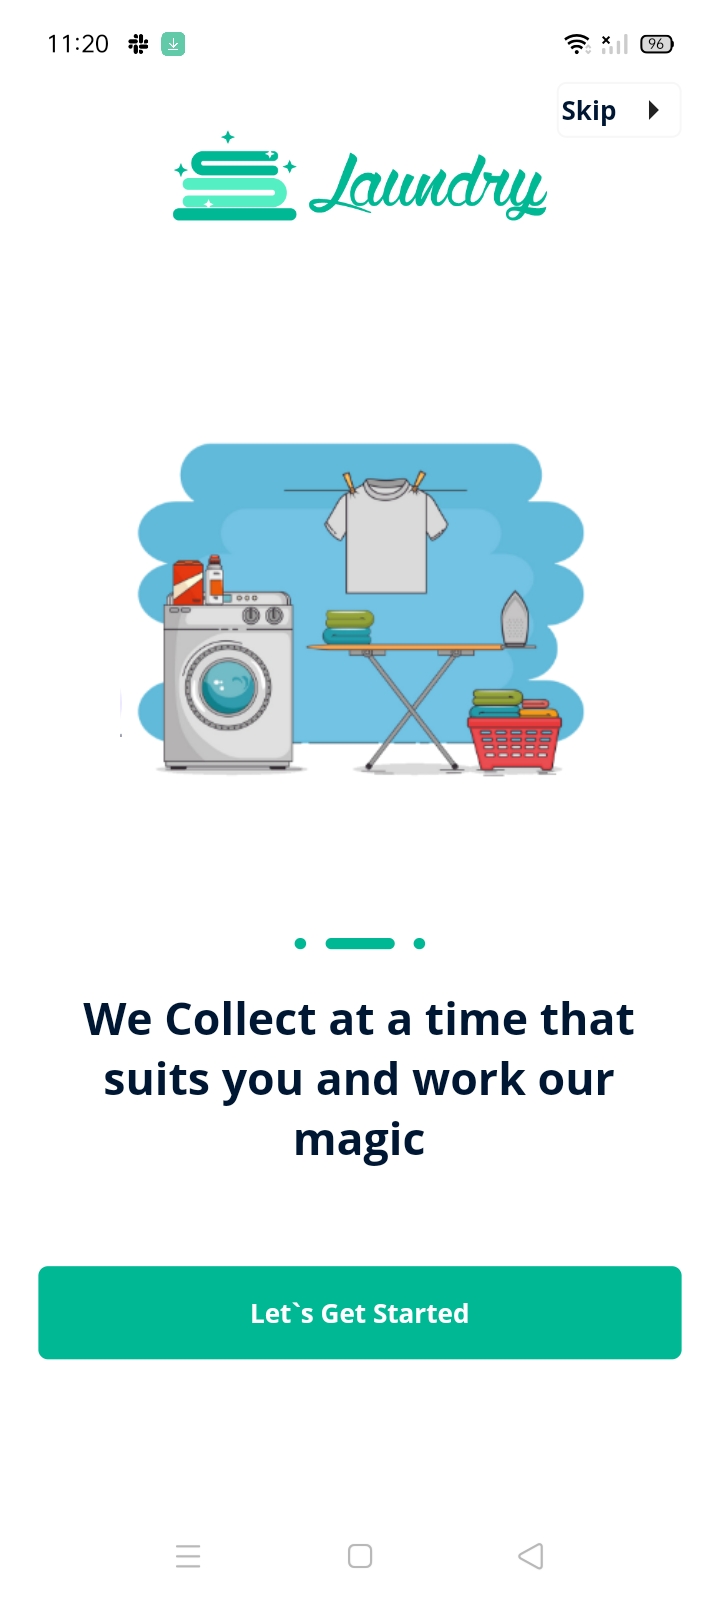 11:20
96
Skip
Laundry
We Collect at a time that
suits you and work our
magic
Let`s Get Started